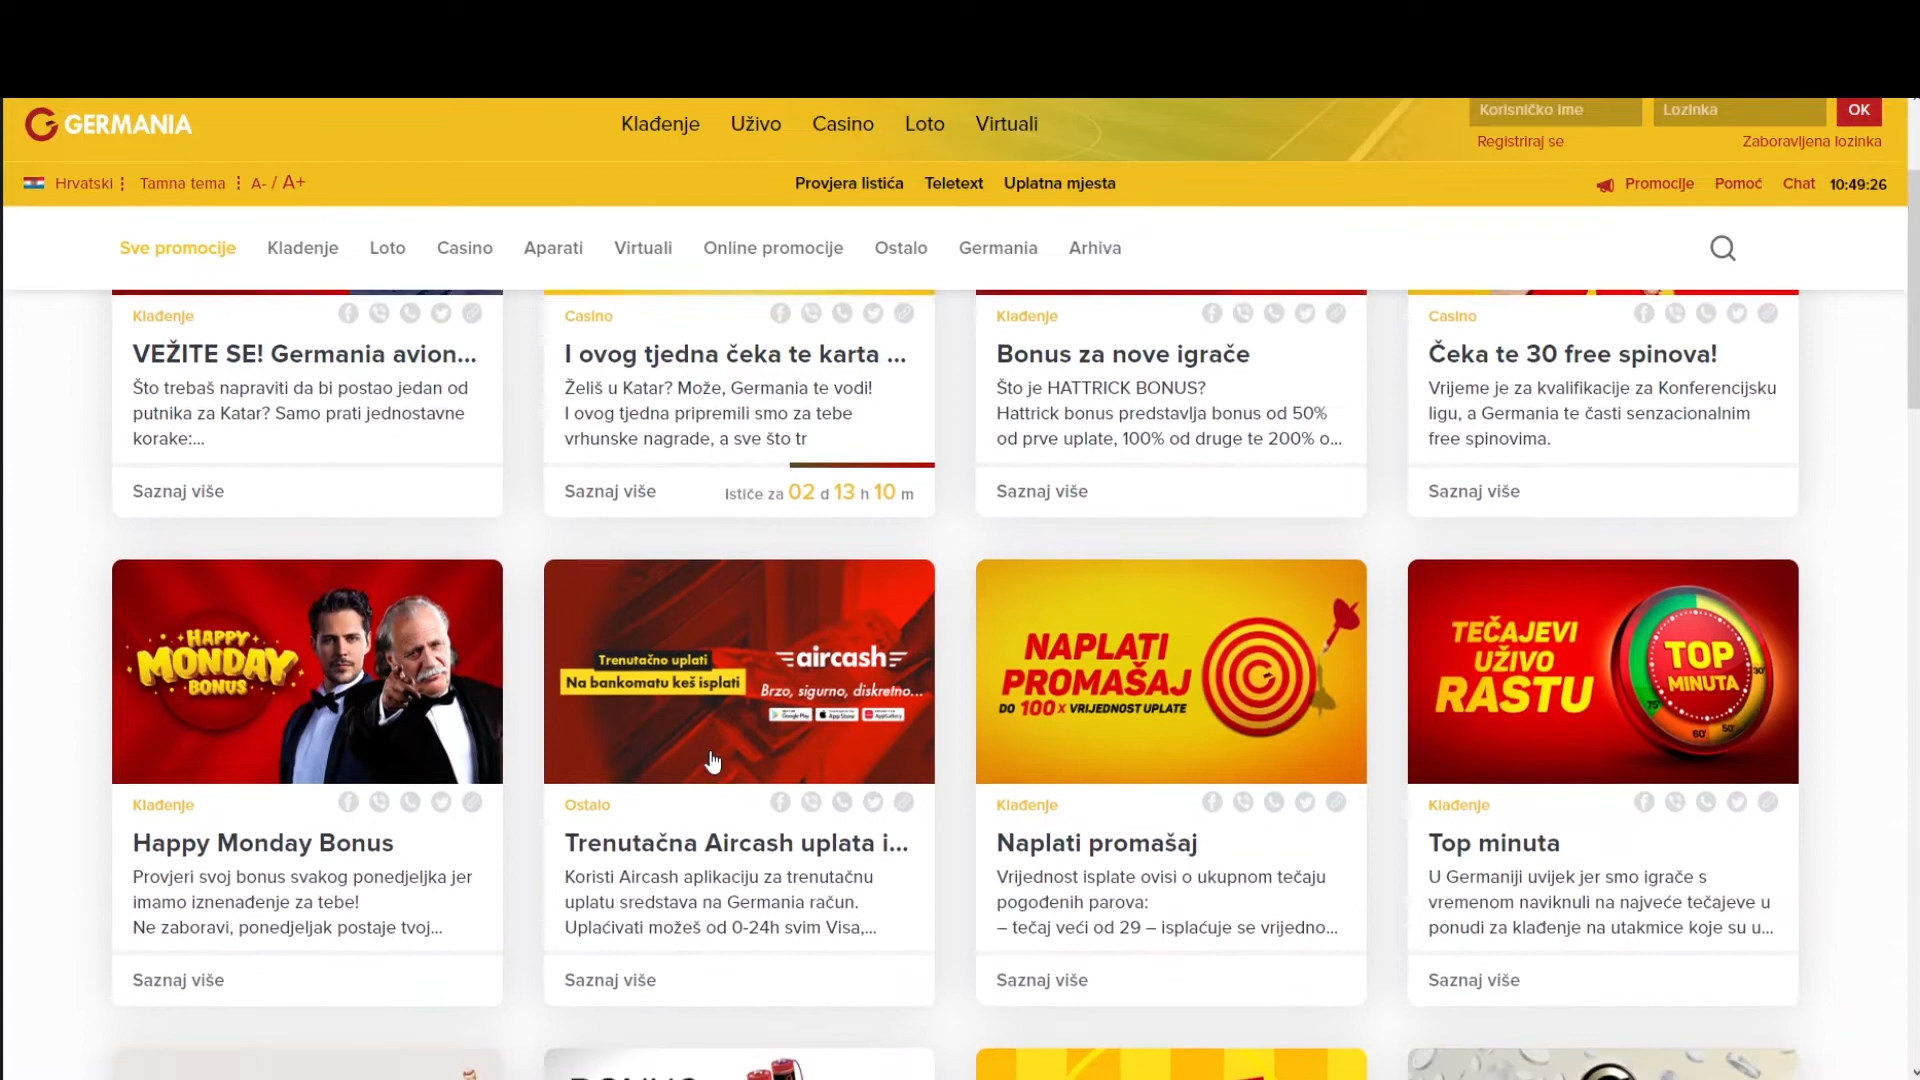 GERMANIA
Klađenje Uživo Casino Loto Virtuali
Korisničko ime Lozinka OK
Registriraj se Zaboravljena lozinka
Hrvatski Tamna tema A- / A+
Provjera listića Teletext Uplatna mjesta
Promocije Pomoć Chat 10:49:26
Sve promocije Klađenje Loto Casino Aparati Virtuali Online promocije Ostalo Germania Arhiva
Klađenje
VEŽITE SE! Germania avion...
Što trebaš napraviti da bi postao jedan od
putnika za Katar? Samo prati jednostavne
korake:...
Saznaj više
Casino
I ovog tjedna čeka te karta ...
Želiš u Katar? Može, Germania te vodi!
I ovog tjedna pripremili smo za tebe
vrhunske nagrade, a sve što tr
Saznaj više Ističe za 02 d 13 h 10 m
Klađenje
Bonus za nove igrače
Što je HATTRICK BONUS?
Hattrick bonus predstavlja bonus od 50%
od prve uplate, 100% od druge te 200% o...
Saznaj više
Casino
Čeka te 30 free spinova!
Vrijeme je za kvalifikacije za Konferencijsku
ligu, a Germania te časti senzacionalnim
free spinovima.
Saznaj više
HAPPY
MONDAY
BONUS
Klađenje
Happy Monday Bonus
Provjeri svoj bonus svakog ponedjeljka jer
imamo iznenađenje za tebe!
Ne zaboravi, ponedjeljak postaje tvoj...
Saznaj više
Trenutačno uplati
Na bankomatu keš isplati
aircash
Brzo, sigurno, diskretno...
Google Play App Store AppGallery
Ostalo
Trenutačna Aircash uplata i...
Koristi Aircash aplikaciju za trenutačnu
uplatu sredstava na Germania račun.
Uplaćivati možeš od 0-24h svim Visa,...
Saznaj više
NAPLATI
PROMAŠAJ
DO 100X VRIJEDNOST UPLATE
Klađenje
Naplati promašaj
Vrijednost isplate ovisi o ukupnom tečaju
pogođenih parova:
– tečaj veći od 29 – isplaćuje se vrijedno...
Saznaj više
TEČAJEVI
UŽIVO
RASTU
TOP
MINUTA
30'
75'
60'
50'
Klađenje
Top minuta
U Germaniji uvijek jer smo igrače s
vremenom naviknuli na najveće tečajeve u
ponudi za klađenje na utakmice koje su u...
Saznaj više